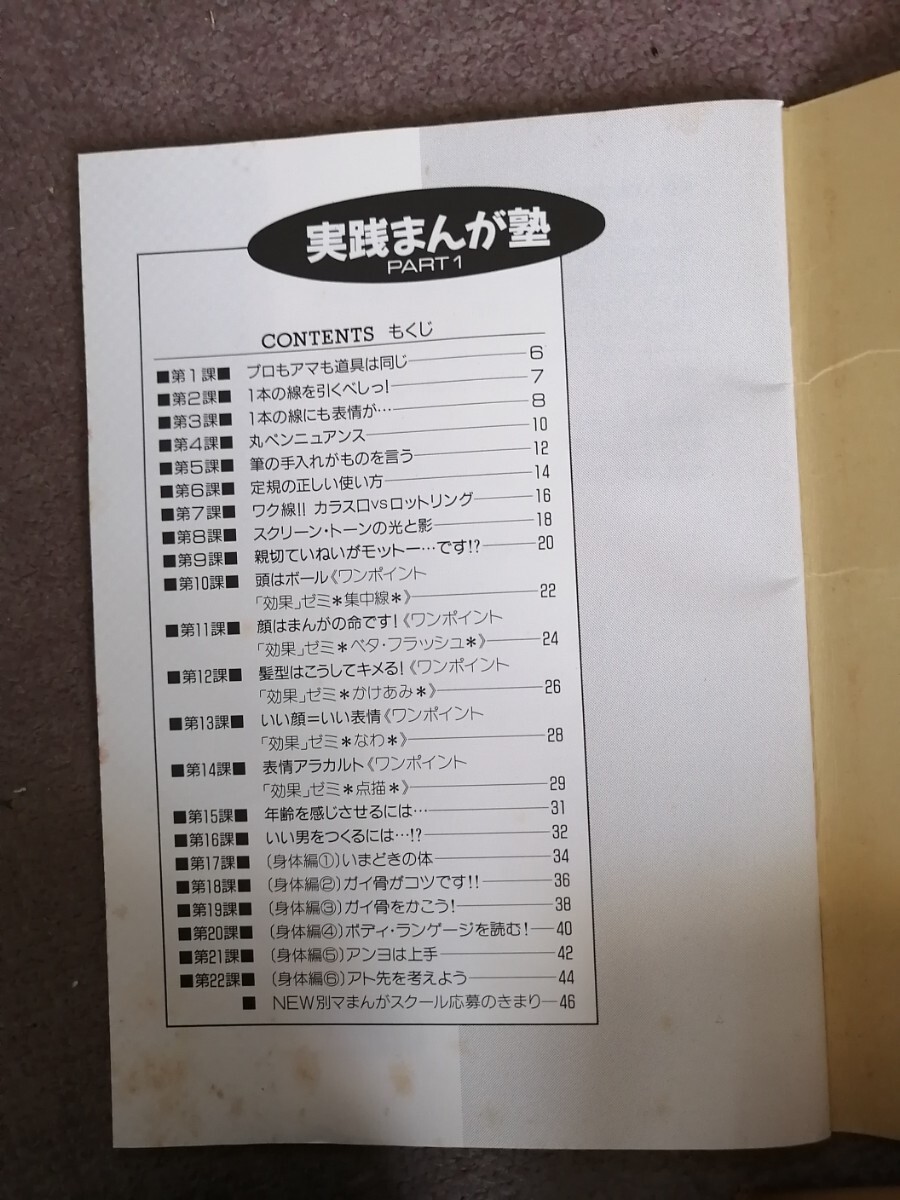 実践まんが塾
PART1
CONTENTS もくじ
■第1課■ プロもアマも道具は同じ 6
■第2課■ 1本の線を引くべしっ! 7
■第3課■ 1本の線にも表情が… 8
■第4課■ 丸ペンニュアンス 10
■第5課■ 筆の手入れがものを言う 12
■第6課■ 定規の正しい使い方 14
■第7課■ ワク線!! カラス口vsロットリング 16
■第8課■ スクリーン・トーンの光と影 18
■第9課■ 親切ていねいがモットー…です!? 20
■第10課■ 頭はボール《ワンポイント
「効果」ゼミ＊集中線＊》 22
■第11課■ 顔はまんがの命です!《ワンポイント
「効果」ゼミ＊ベタ・フラッシュ＊》 24
■第12課■ 髪型はこうしてキメる!《ワンポイント
「効果」ゼミ＊かけあみ＊》 26
■第13課■ いい顔＝いい表情《ワンポイント
「効果」ゼミ＊なわ＊》 28
■第14課■ 表情アラカルト《ワンポイント
「効果」ゼミ＊点描＊》 29
■第15課■ 年齢を感じさせるには… 31
■第16課■ いい男をつくるには…!? 32
■第17課■ 〔身体編①〕いまどきの体 34
■第18課■ 〔身体編②〕ガイ骨がコツです!! 36
■第19課■ 〔身体編③〕ガイ骨をかこう! 38
■第20課■ 〔身体編④〕ボディ・ランゲージを読む! 40
■第21課■ 〔身体編⑤〕アンヨは上手 42
■第22課■ 〔身体編⑥〕アト先を考えよう 44
■ NEW別マまんがスクール応募のきまり 46